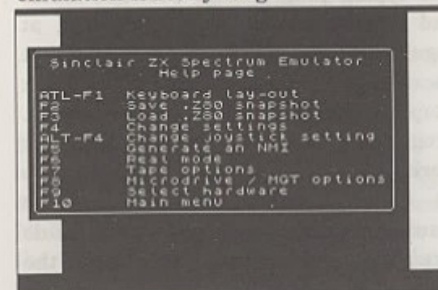 Sinclair ZX Spectrum Emulator
Help page
ATL-F1 Keyboard lay-out
F2 Save .Z80 snapshot
F3 Load .Z80 snapshot
F4 Change settings
ALT-F4 Change joystick setting
F5 Generate an NMI
F6 Real mode
F7 Tape options
F8 Microdrive / MGT options
F9 Select hardware
F10 Main menu